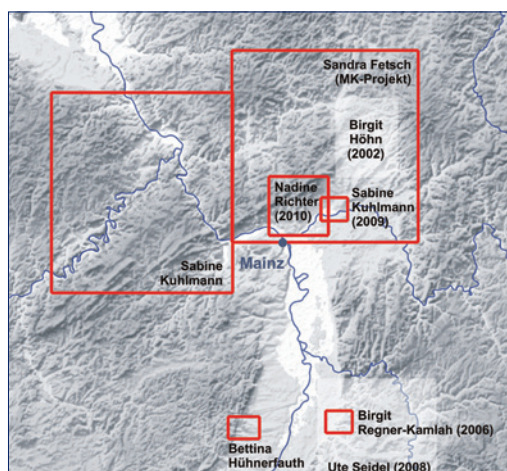 Sandra Fetsch
(MK-Projekt)
Birgit
Höhn
(2002)
Nadine
Richter
(2010)
Sabine
Kuhlmann
(2009)
Sabine
Kuhlmann
Mainz
Birgit
Regner-Kamlah (2006)
Bettina
Hühnerfauth
Ute Seidel (2008)